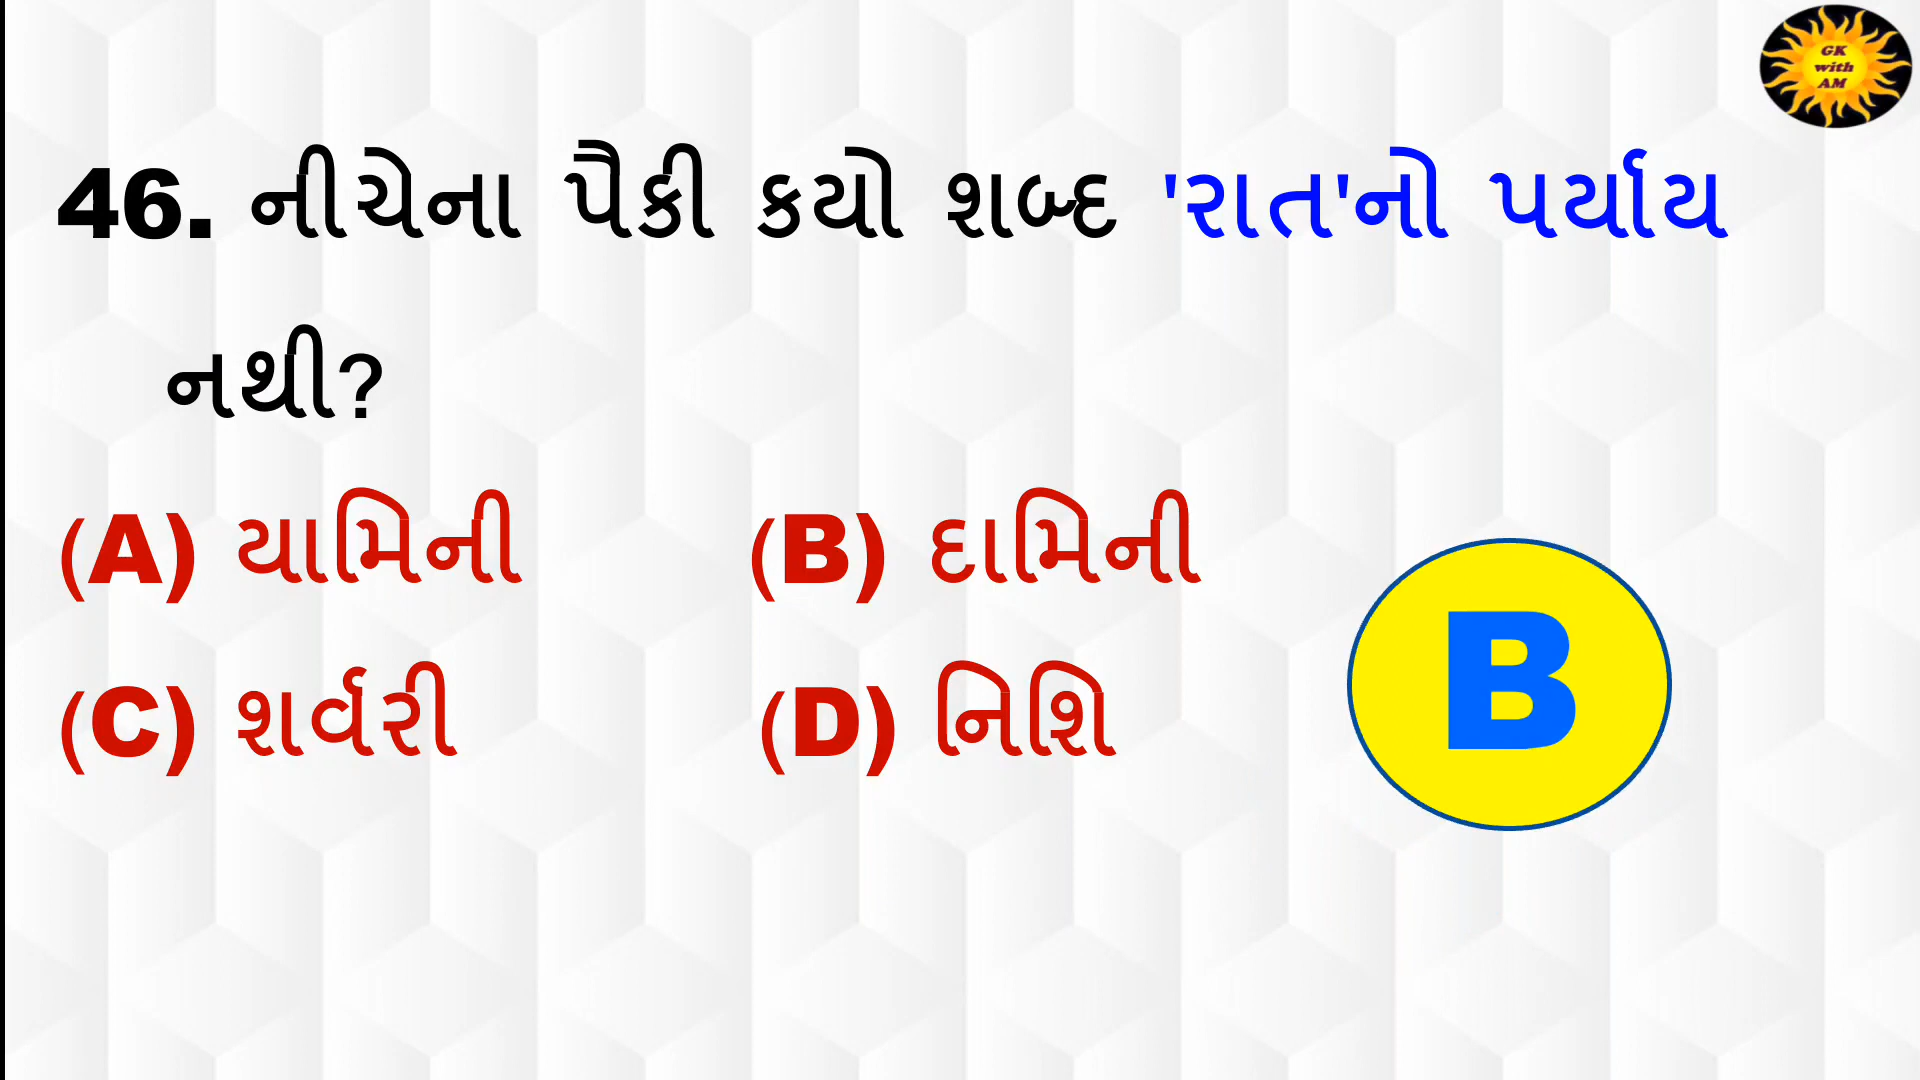 GK
with
AM
46. નીચેના પૈકી કયો શબ્દ 'રાત'નો પર્યાય
નથી?
(A) યામિની (B) દામિની
(C) શર્વરી (D) નિશિ
B